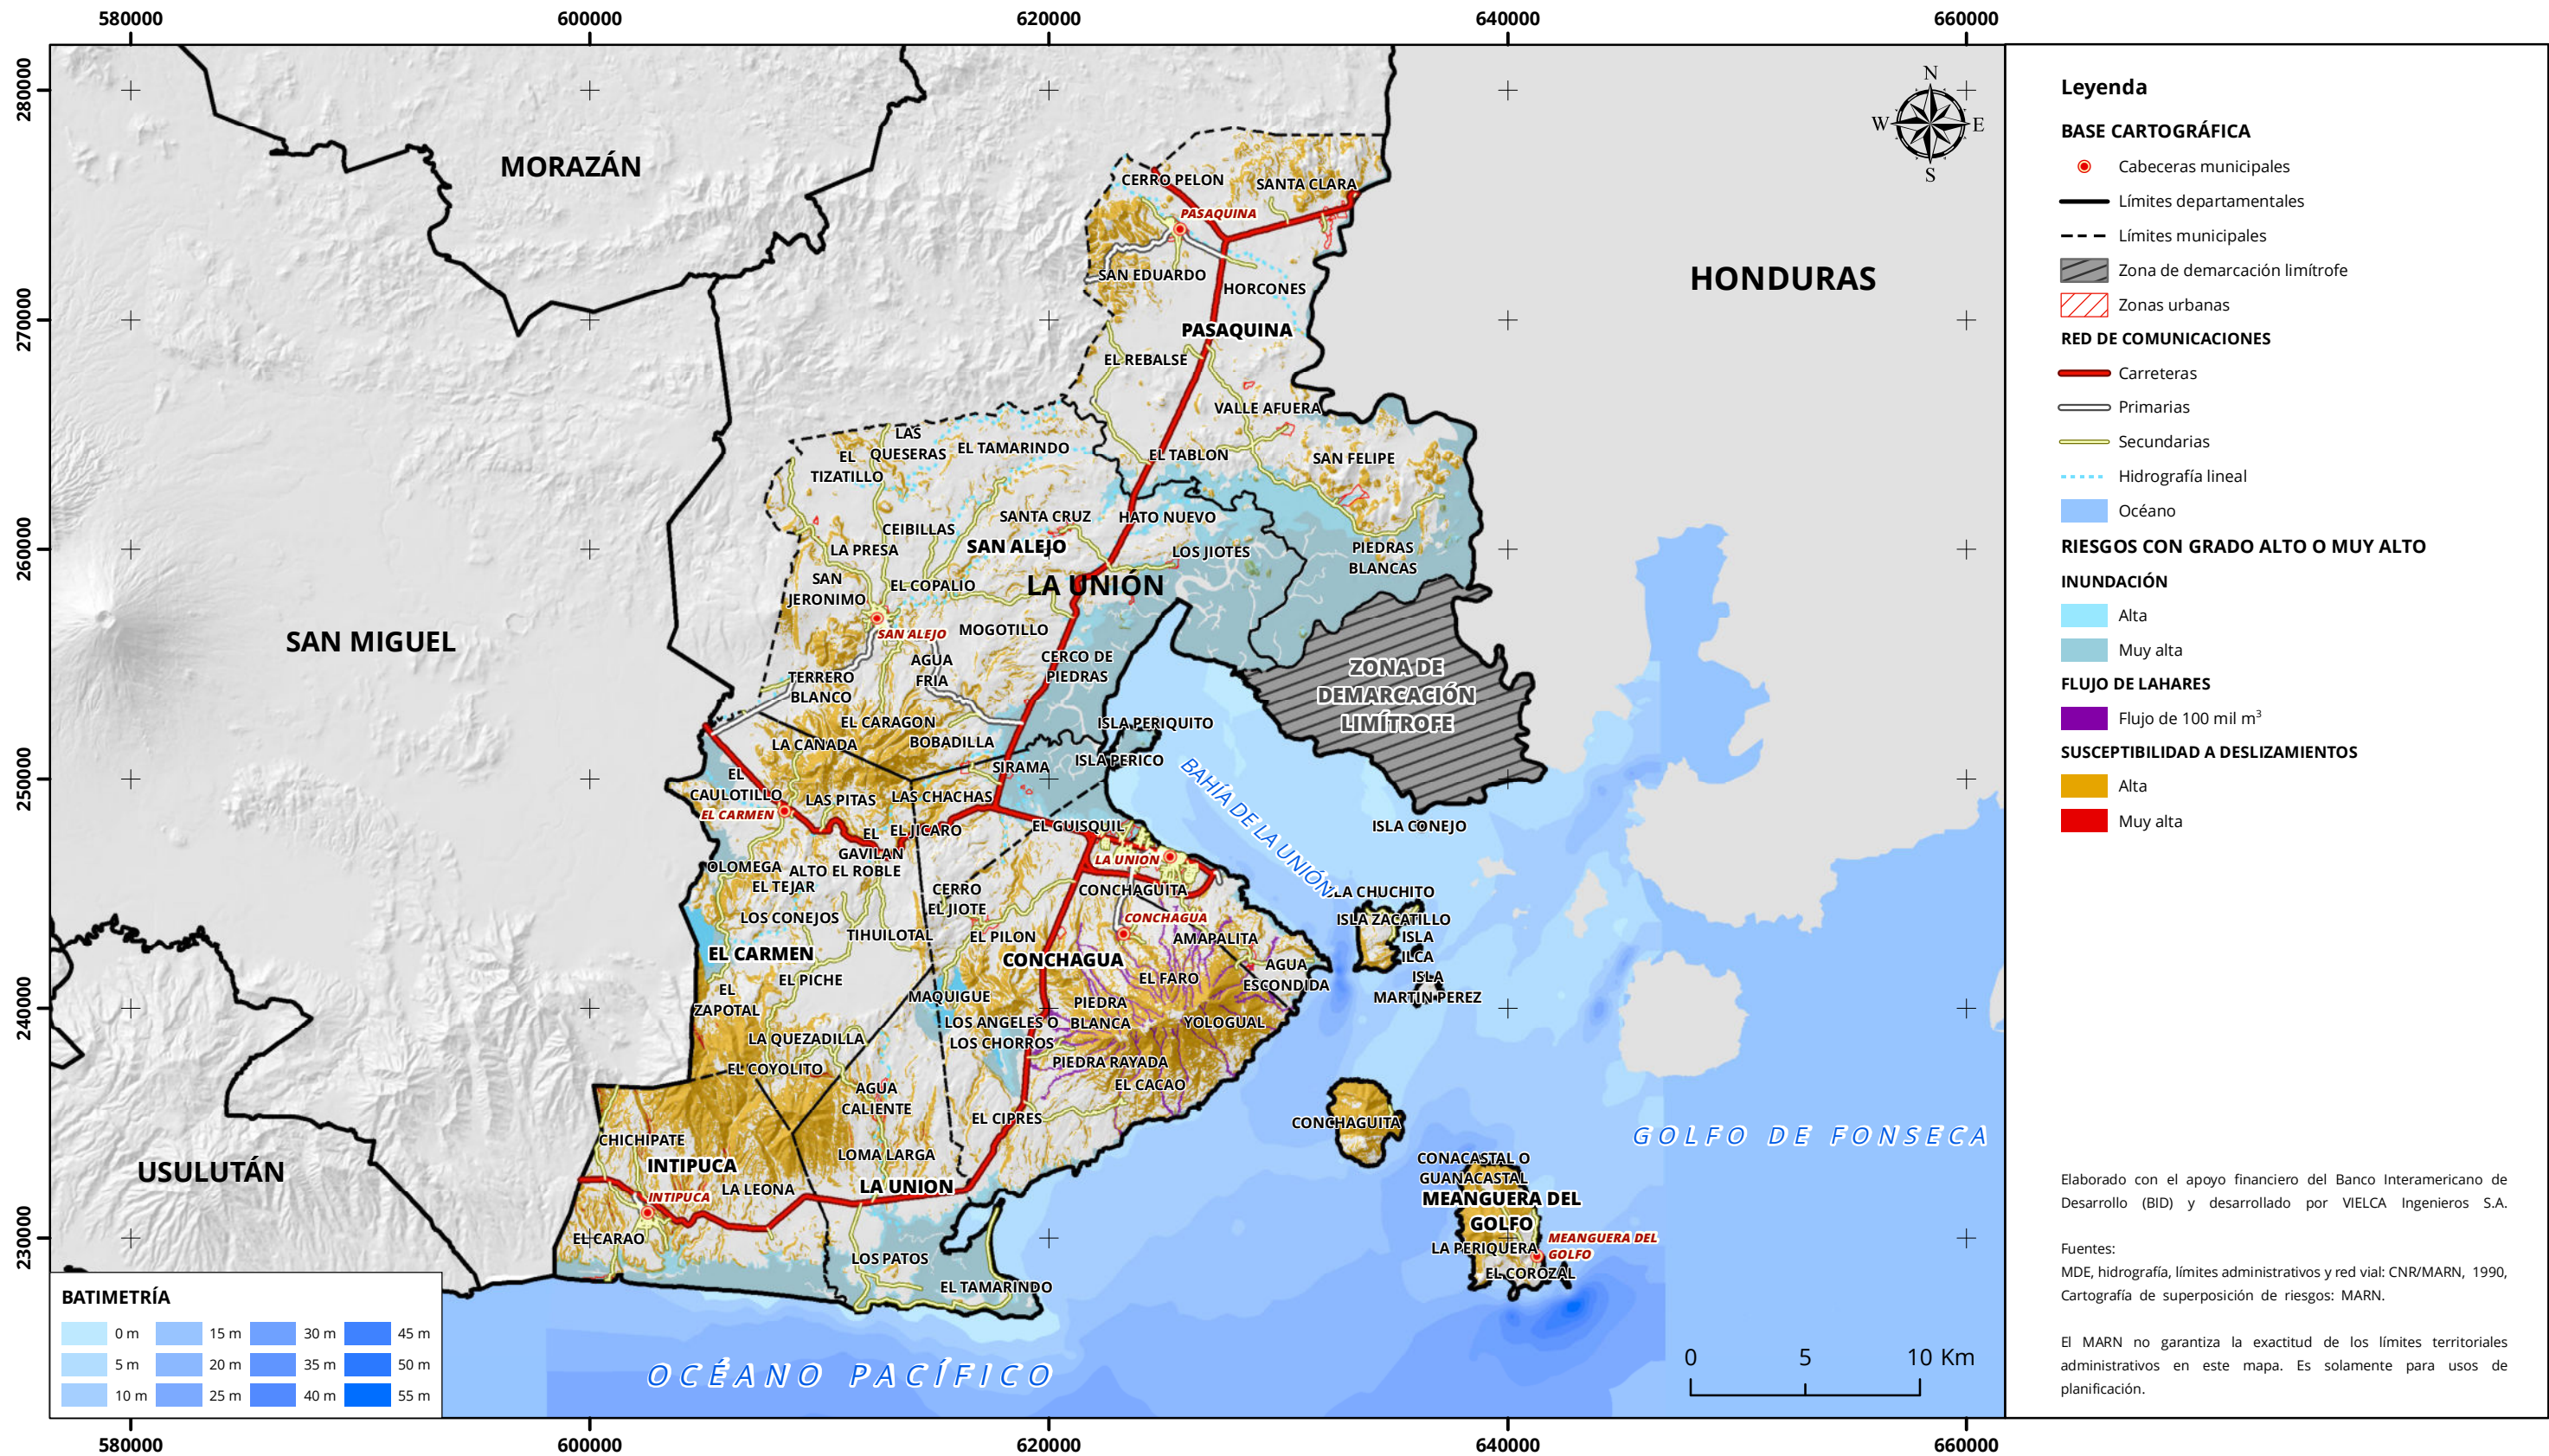 580000
600000
620000
640000
660000
280000
270000
260000
250000
240000
230000
580000
600000
620000
640000
660000
N
W
E
S
MORAZÁN
SAN MIGUEL
USULUTÁN
HONDURAS
LA UNIÓN
CERRO PELON
SANTA CLARA
PASAQUINA
SAN EDUARDO
HORCONES
PASAQUINA
EL REBALSE
VALLE AFUERA
EL TABLON
SAN FELIPE
LAS
QUESERAS
EL TAMARINDO
EL
TIZATILLO
CEIBILLAS
SANTA CRUZ
HATO NUEVO
LA PRESA
SAN ALEJO
LOS JIOTES
PIEDRAS
BLANCAS
SAN
JERONIMO
EL COPALIO
SAN ALEJO
MOGOTILLO
AGUA
FRIA
CERCO DE
PIEDRAS
TERRERO
BLANCO
EL CARAGON
ISLA PERIQUITO
LA CAÑADA
BOBADILLA
ISLA PERICO
SIRAMA
ZONA DE
DEMARCACIÓN
LIMÍTROFE
BAHÍA DE LA UNIÓN
EL
CAULOTILLO
LAS PITAS
LAS CHACHAS
EL CARMEN
EL
GAVILAN
EL JICARO
EL GUISQUIL
ISLA CONEJO
LA UNION
OLOMEGA
ALTO EL ROBLE
EL TEJAR
CERRO
EL JIOTE
CONCHAGUITA
ISLA CHUCHITO
LOS CONEJOS
CONCHAGUA
ISLA ZACATILLO
TIHUILOTAL
EL PILON
AMAPALITA
ISLA
ILCA
EL CARMEN
CONCHAGUA
AGUA
ESCONDIDA
EL PICHE
EL FARO
ISLA
MARTIN PEREZ
EL
ZAPOTAL
MAQUIGUE
PIEDRA
BLANCA
LOS ANGELES O
LOS CHORROS
YOLOGUAL
LA QUEZADILLA
PIEDRA RAYADA
EL COYOLITO
EL CACAO
AGUA
CALIENTE
EL CIPRES
CONCHAGUITA
CHICHIPATE
INTIPUCA
LOMA LARGA
LA LEONA
INTIPUCA
LA UNION
CONACASTAL O
GUANACASTAL
MEANGUERA DEL
GOLFO
MEANGUERA DEL
GOLFO
LA PERIQUERA
EL COROZAL
EL CARAO
LOS PATOS
EL TAMARINDO
GOLFO DE FONSECA
OCÉANO PACÍFICO
0 5 10 Km
BATIMETRÍA
0 m 15 m 30 m 45 m
5 m 20 m 35 m 50 m
10 m 25 m 40 m 55 m
Leyenda
BASE CARTOGRÁFICA
Cabeceras municipales
Límites departamentales
Límites municipales
Zona de demarcación limítrofe
Zonas urbanas
RED DE COMUNICACIONES
Carreteras
Primarias
Secundarias
Hidrografía lineal
Océano
RIESGOS CON GRADO ALTO O MUY ALTO
INUNDACIÓN
Alta
Muy alta
FLUJO DE LAHARES
Flujo de 100 mil m³
SUSCEPTIBILIDAD A DESLIZAMIENTOS
Alta
Muy alta
Elaborado con el apoyo financiero del Banco Interamericano de
Desarrollo (BID) y desarrollado por VIELCA Ingenieros S.A.
Fuentes:
MDE, hidrografía, límites administrativos y red vial: CNR/MARN, 1990,
Cartografía de superposición de riesgos: MARN.
El MARN no garantiza la exactitud de los límites territoriales
administrativos en este mapa. Es solamente para usos de
planificación.